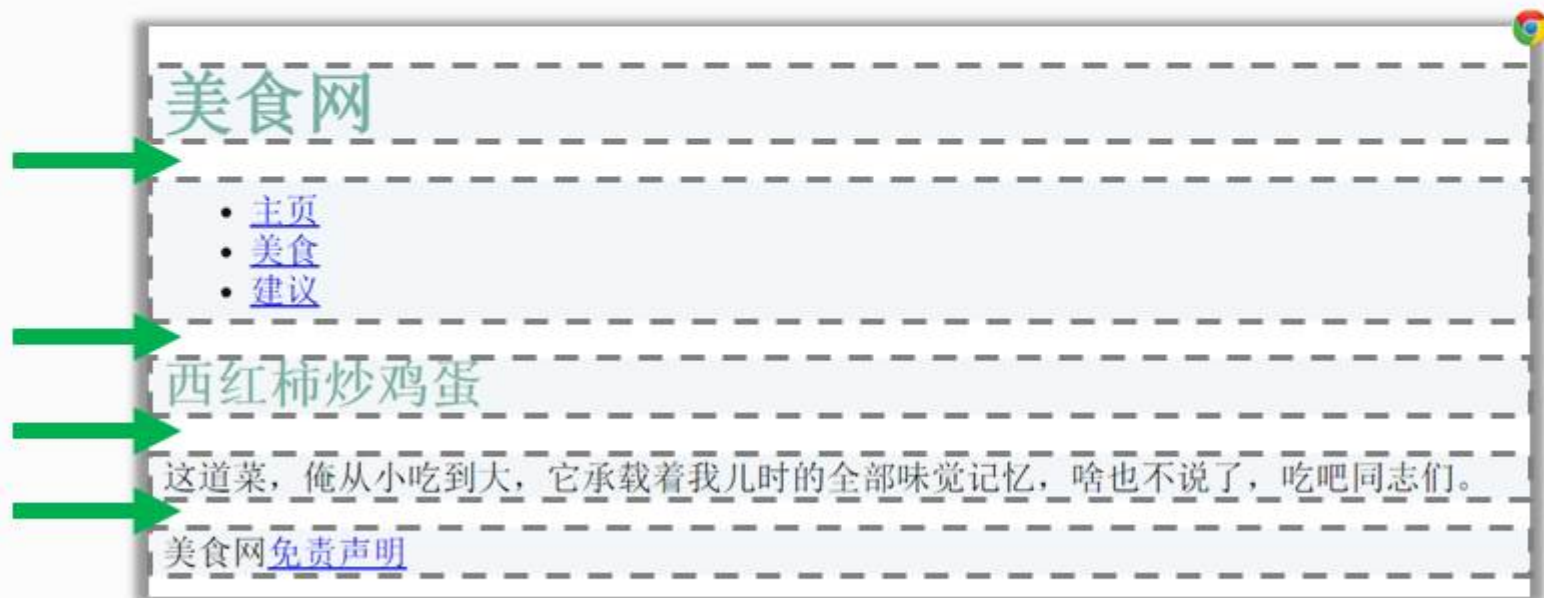 美食网
主页
美食
建议
西红柿炒鸡蛋
这道菜，俺从小吃到大，它承载着我儿时的全部味觉记忆，啥也不说了，吃吧同志们。
美食网免责声明